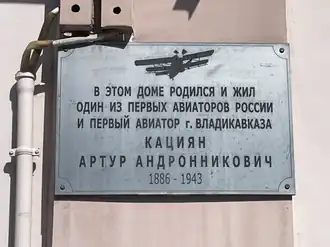 В ЭТОМ ДОМЕ РОДИЛСЯ И ЖИЛ
ОДИН ИЗ ПЕРВЫХ АВИАТОРОВ РОССИИ
И ПЕРВЫЙ АВИАТОР г. ВЛАДИКАВКАЗА
КАЦИЯН
АРТУР АНДРОННИКОВИЧ
1886 - 1943